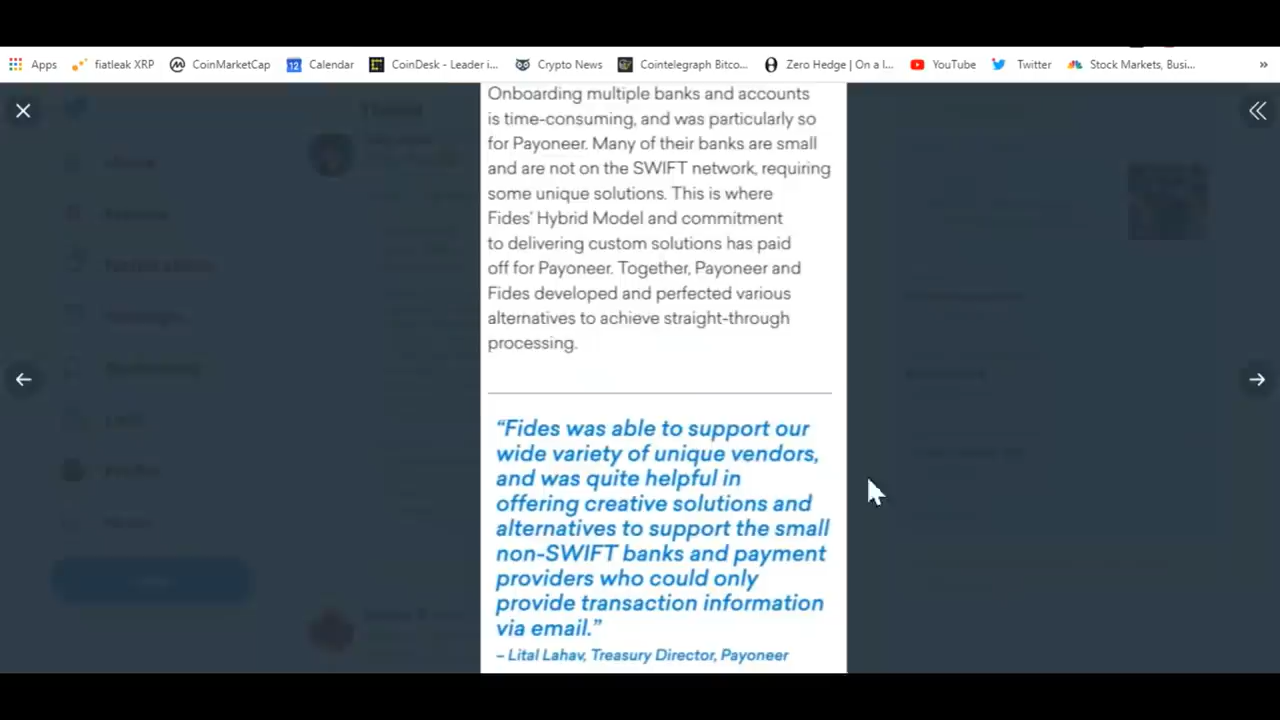 Apps
fiatleak XRP
CoinMarketCap
12
Calendar
CoinDesk - Leader i...
Crypto News
Cointelegraph Bitco...
Zero Hedge | On a l...
YouTube
Twitter
Stock Markets, Busi...
»
Onboarding multiple banks and accounts
is time-consuming, and was particularly so
for Payoneer. Many of their banks are small
and are not on the SWIFT network, requiring
some unique solutions. This is where
Fides' Hybrid Model and commitment
to delivering custom solutions has paid
off for Payoneer. Together, Payoneer and
Fides developed and perfected various
alternatives to achieve straight-through
processing.
“Fides was able to support our
wide variety of unique vendors,
and was quite helpful in
offering creative solutions and
alternatives to support the small
non-SWIFT banks and payment
providers who could only
provide transaction information
via email.”
– Lital Lahav, Treasury Director, Payoneer